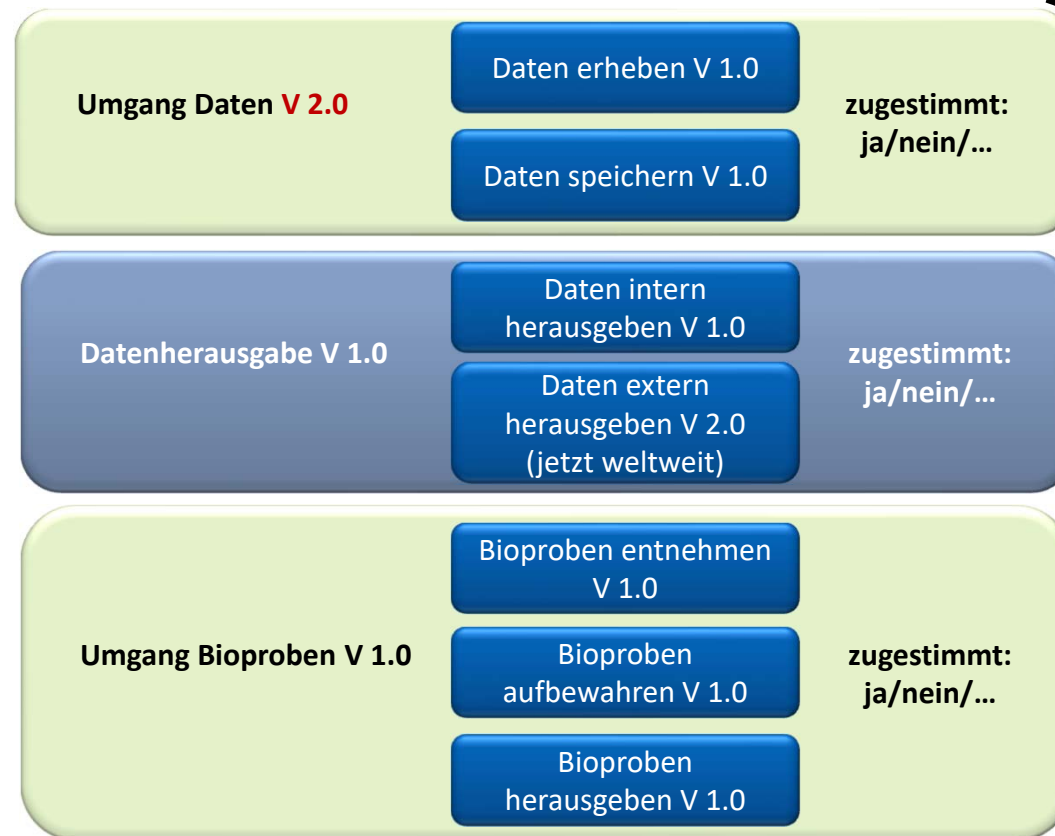 Umgang Daten V 2.0
Daten erheben V 1.0
Daten speichern V 1.0
zugestimmt:
ja/nein/...
Datenherausgabe V 1.0
Daten intern
herausgeben V 1.0
Daten extern
herausgeben V 2.0
(jetzt weltweit)
zugestimmt:
ja/nein/...
Umgang Bioproben V 1.0
Bioproben entnehmen
V 1.0
Bioproben
aufbewahren V 1.0
Bioproben
herausgeben V 1.0
zugestimmt:
ja/nein/...